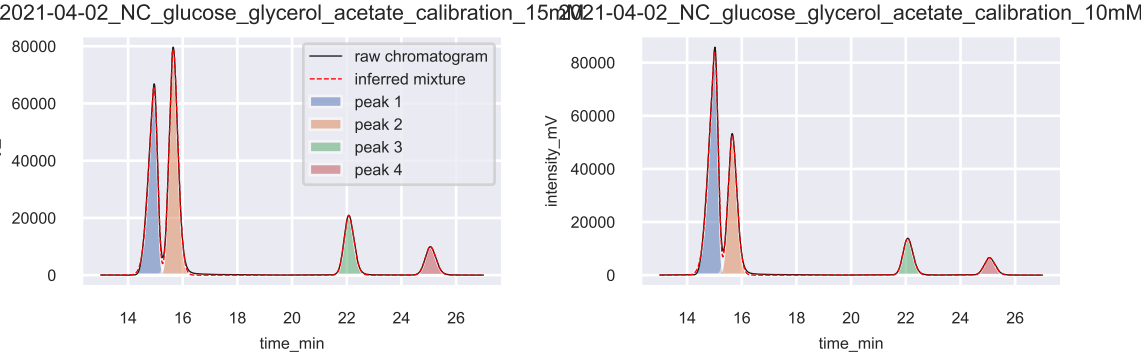 2021-04-02_NC_glucose_glycerol_acetate_calibration_15mM
2021-04-02_NC_glucose_glycerol_acetate_calibration_10mM
80000
60000
40000
20000
0
14 16 18 20 22 24 26
time_min
raw chromatogram
inferred mixture
peak 1
peak 2
peak 3
peak 4
intensity_mV
80000
60000
40000
20000
0
14 16 18 20 22 24 26
time_min